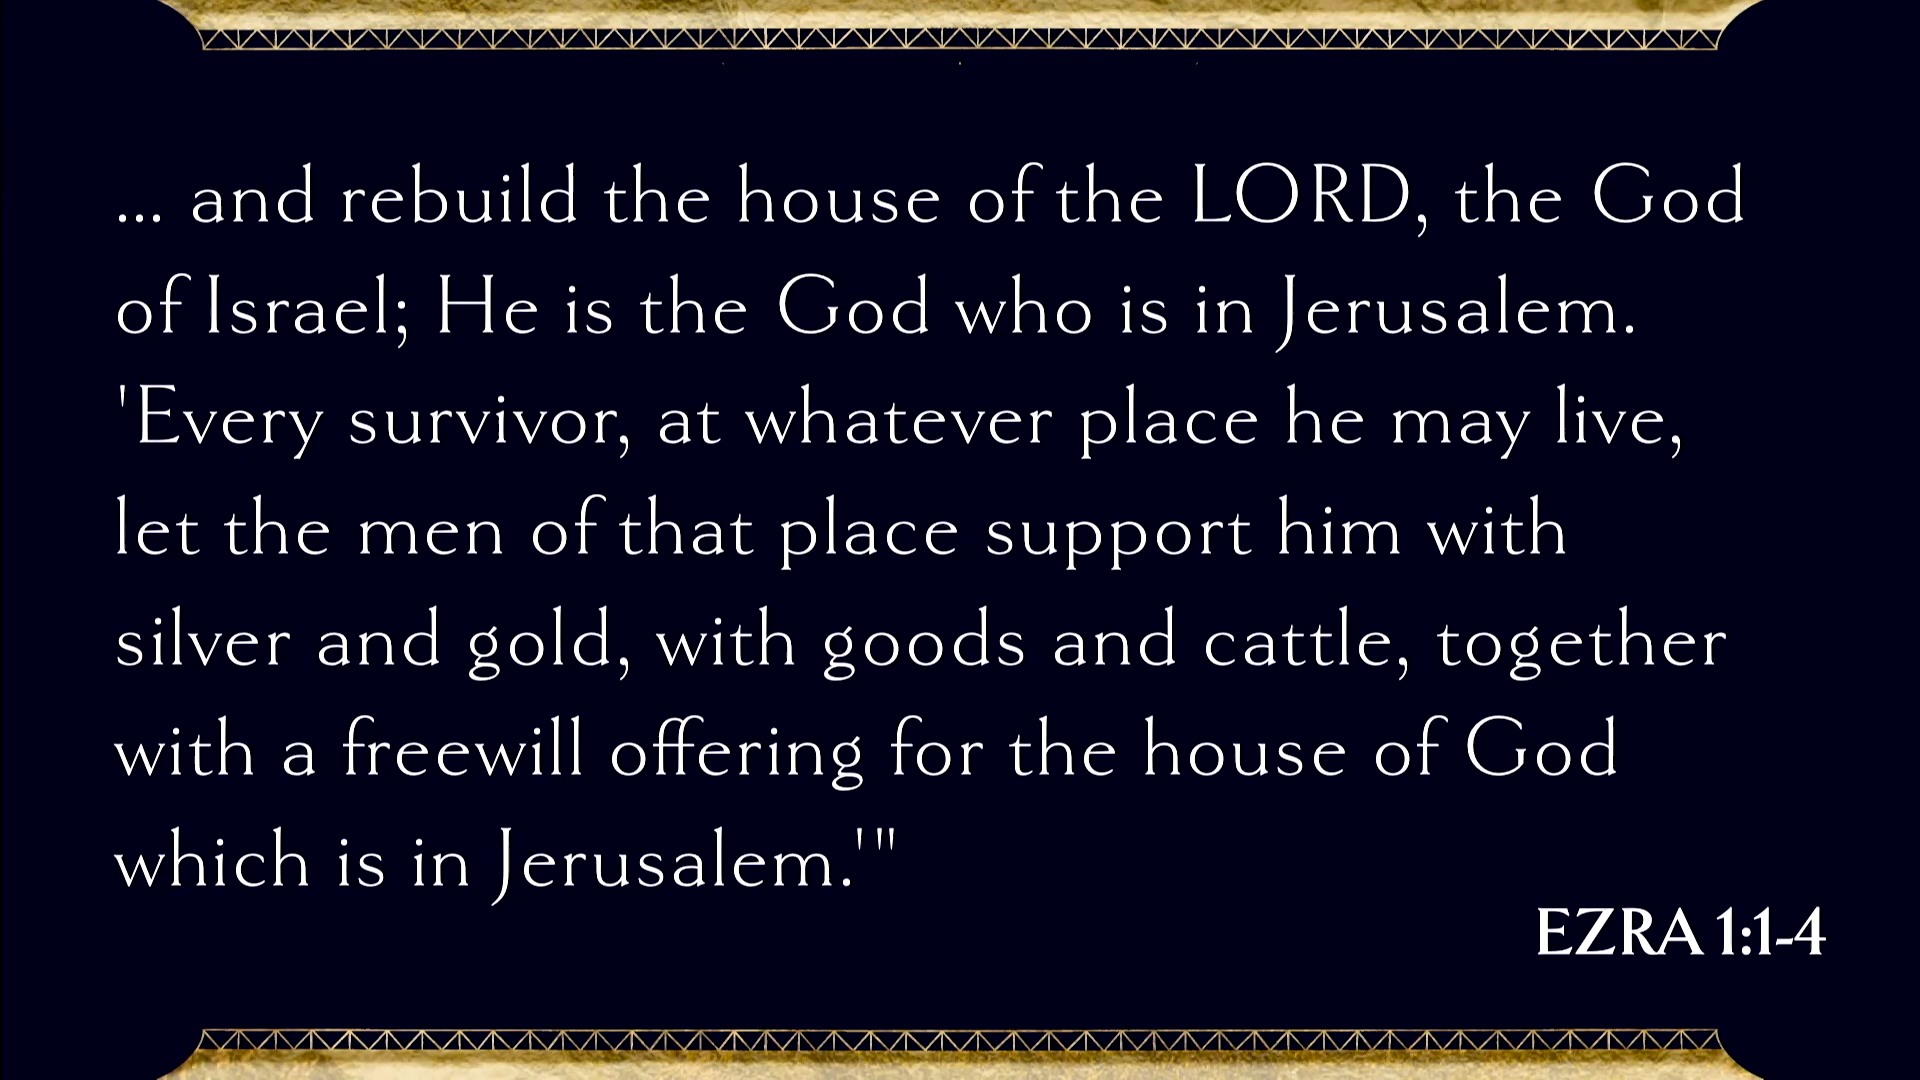 ... and rebuild the house of the LORD, the God
of Israel; He is the God who is in Jerusalem.
'Every survivor, at whatever place he may live,
let the men of that place support him with
silver and gold, with goods and cattle, together
with a freewill offering for the house of God
which is in Jerusalem.'"
EZRA 1:1-4